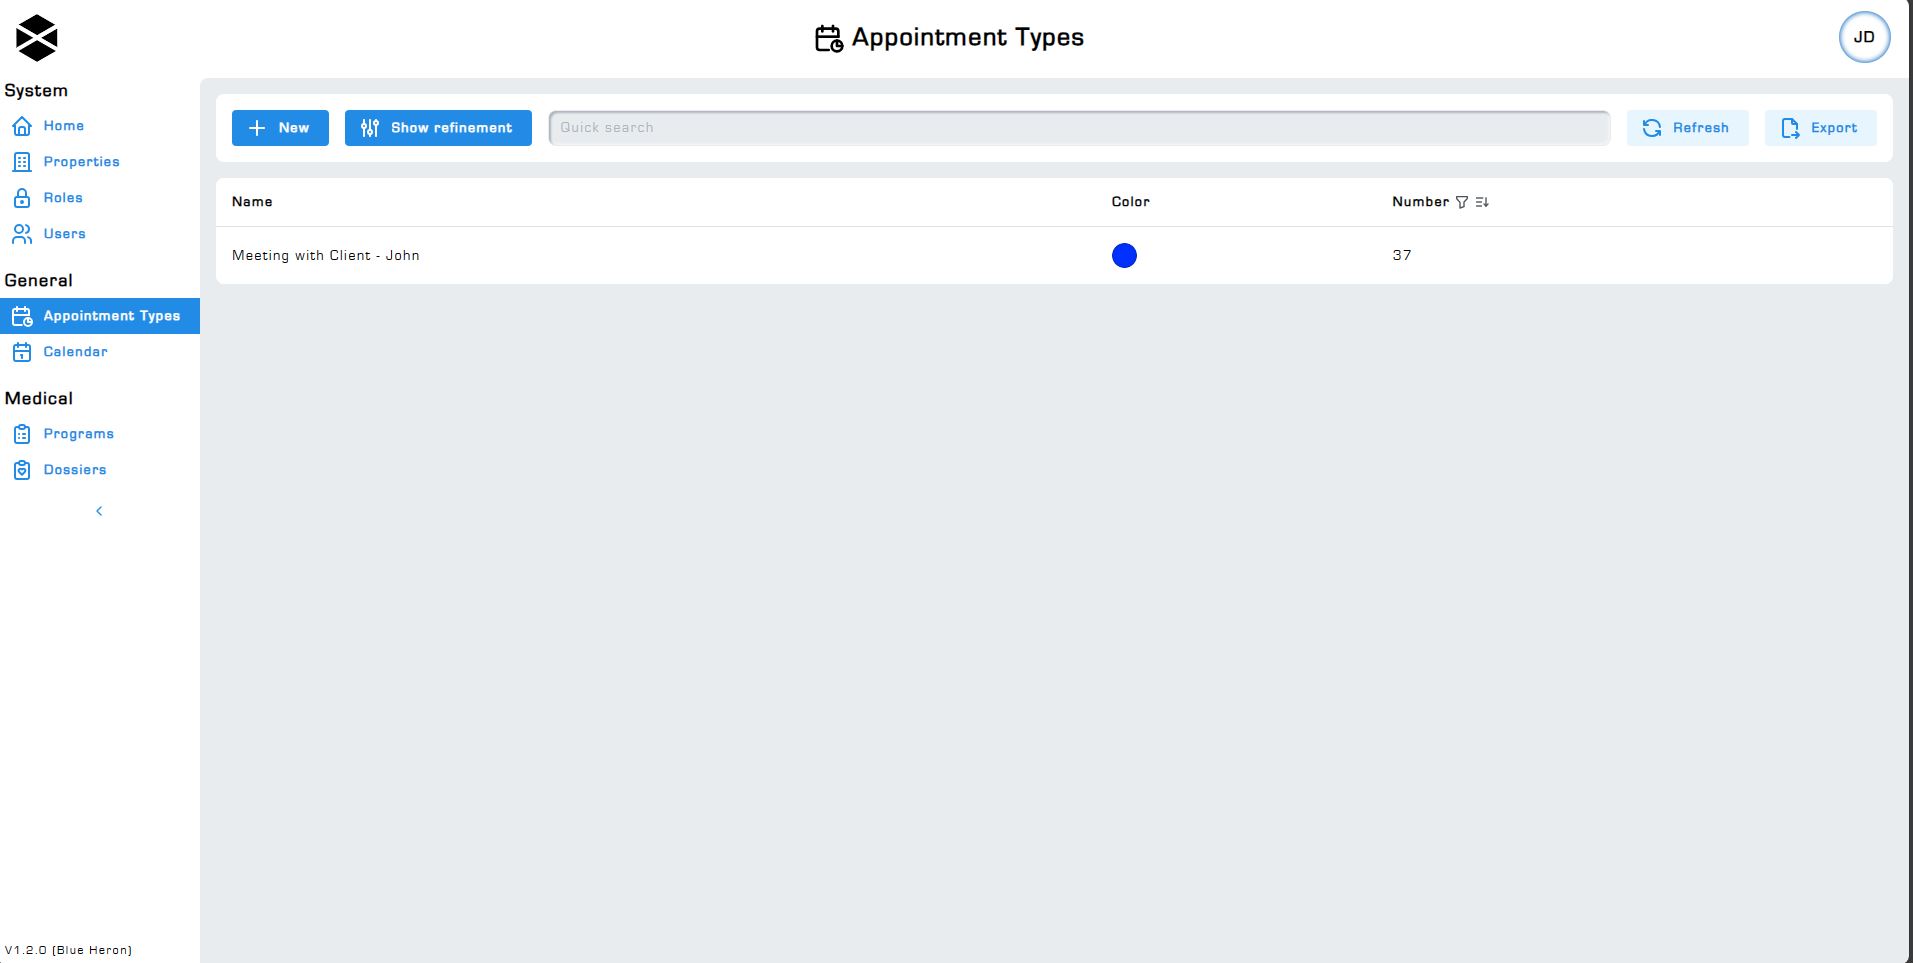 Appointment Types
JD
System
Home
Properties
Roles
Users
General
Appointment Types
Calendar
Medical
Programs
Dossiers
V1.2.0 (Blue Heron)
New
Show refinement
Quick search
Refresh
Export
Name
Color
Number
Meeting with Client - John
37